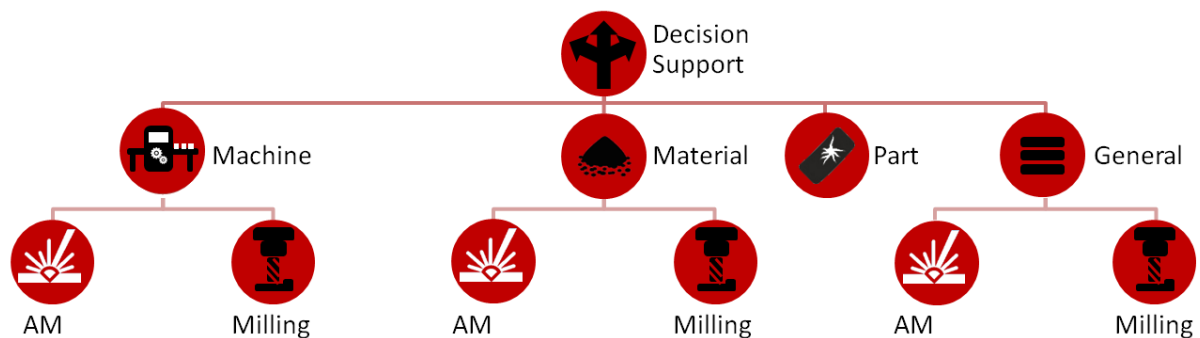 Decision
Support
Machine
Material
Part
General
AM
Milling
AM
Milling
AM
Milling